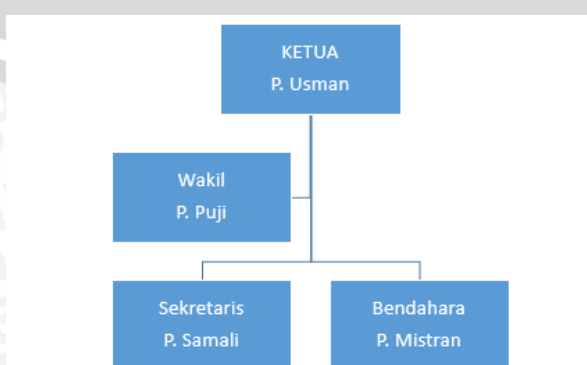 KETUA
P. Usman
Wakil
P. Puji
Sekretaris
P. Samali
Bendahara
P. Mistran